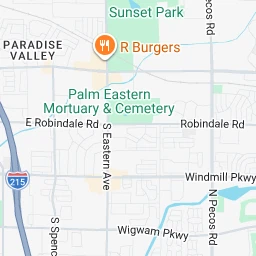 Sunset Park
N Pecos Rd
PARADISE
VALLEY
R Burgers
Palm Eastern
Mortuary & Cemetery
E Robindale Rd
Robindale Rd
S Eastern Ave
215
Windmill Pkwy
N Pecos Rd
S Spenc
Wigwam Pkwy